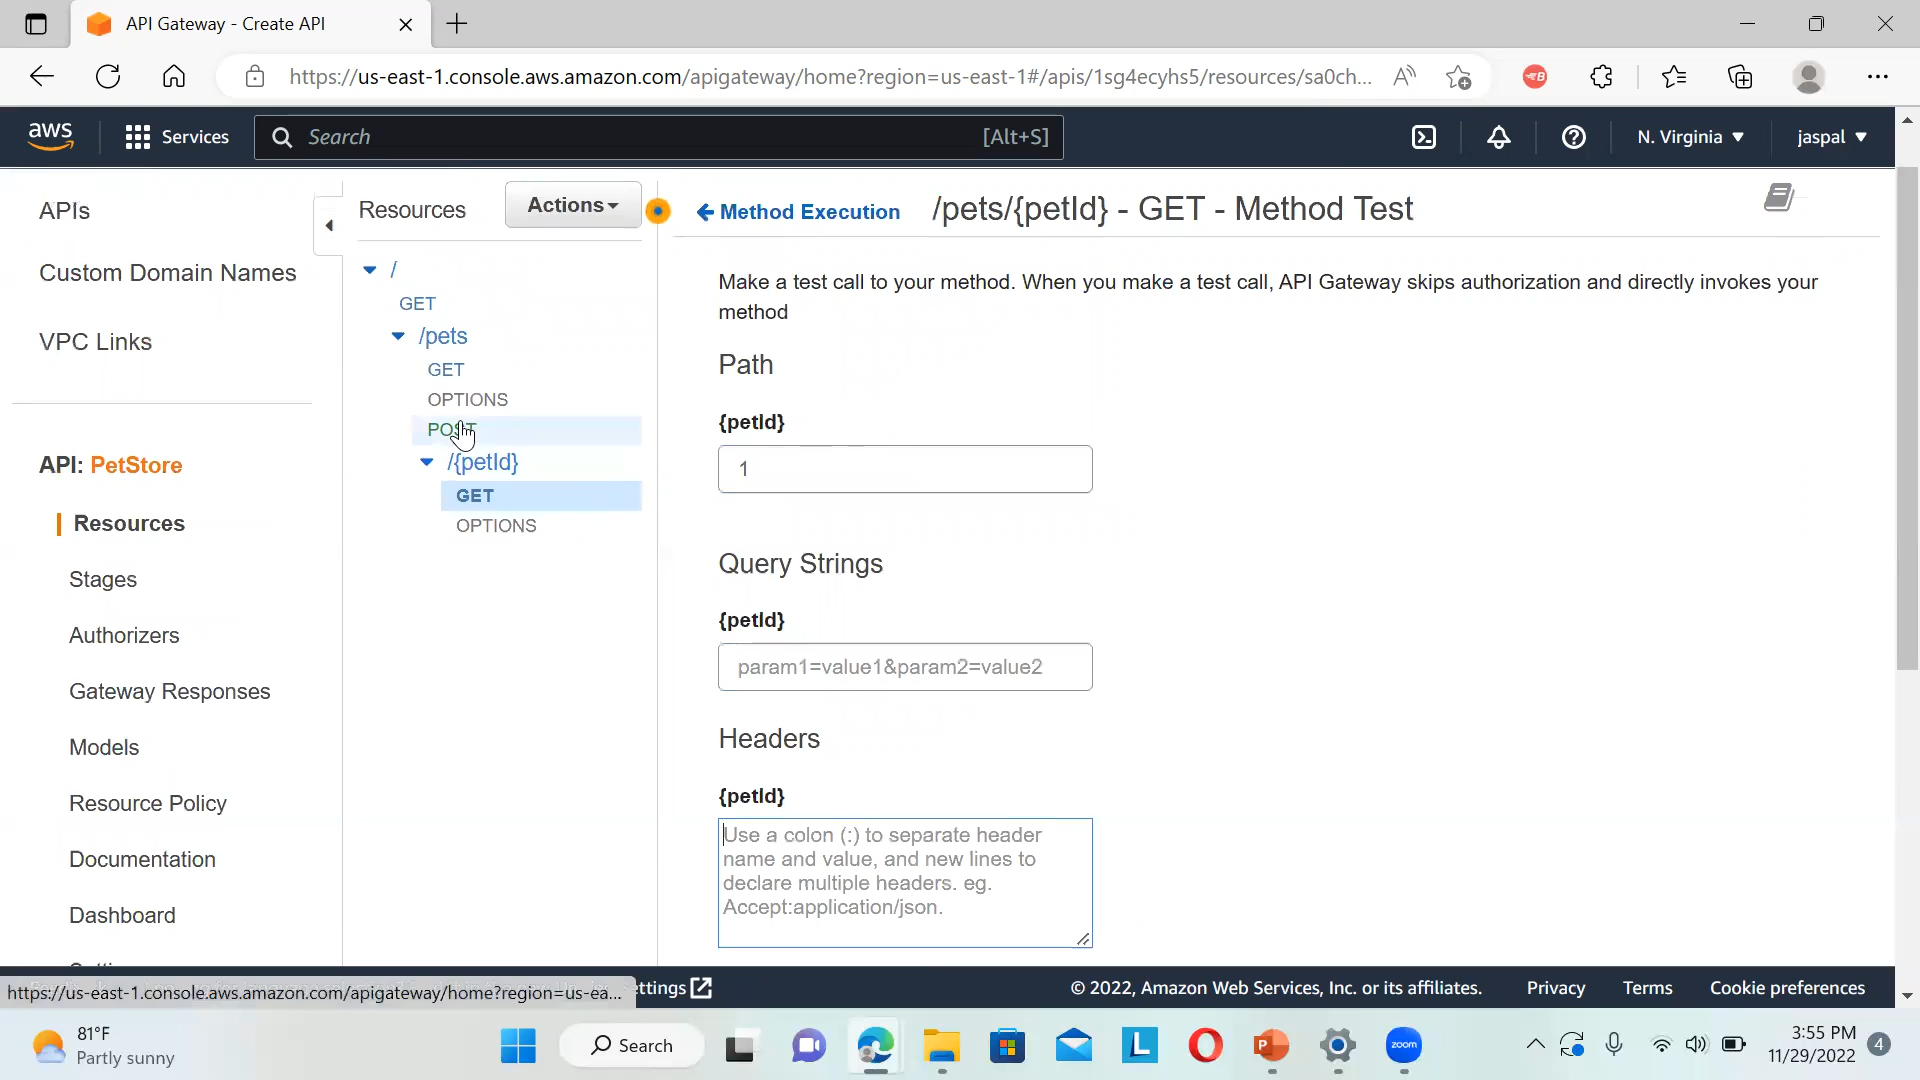 API Gateway - Create API
https://us-east-1.console.aws.amazon.com/apigateway/home?region=us-east-1#/apis/1sg4ecyhs5/resources/sa0ch...
aws
Services
Search
[Alt+S]
N. Virginia
jaspal
APIs
Custom Domain Names
VPC Links
API: PetStore
Resources
Stages
Authorizers
Gateway Responses
Models
Resource Policy
Documentation
Dashboard
Resources
Actions
/
GET
/pets
GET
OPTIONS
POST
/{petId}
GET
OPTIONS
Method Execution
/pets/{petId} - GET - Method Test
Make a test call to your method. When you make a test call, API Gateway skips authorization and directly invokes your
method
Path
{petId}
1
Query Strings
{petId}
param1=value1&param2=value2
Headers
{petId}
Use a colon (:) to separate header
name and value, and new lines to
declare multiple headers. eg.
Accept:application/json.
https://us-east-1.console.aws.amazon.com/apigateway/home?region=us-ea...
ettings
© 2022, Amazon Web Services, Inc. or its affiliates.
Privacy
Terms
Cookie preferences
81°F
Partly sunny
Search
L
P
zoom
3:55 PM
11/29/2022
4